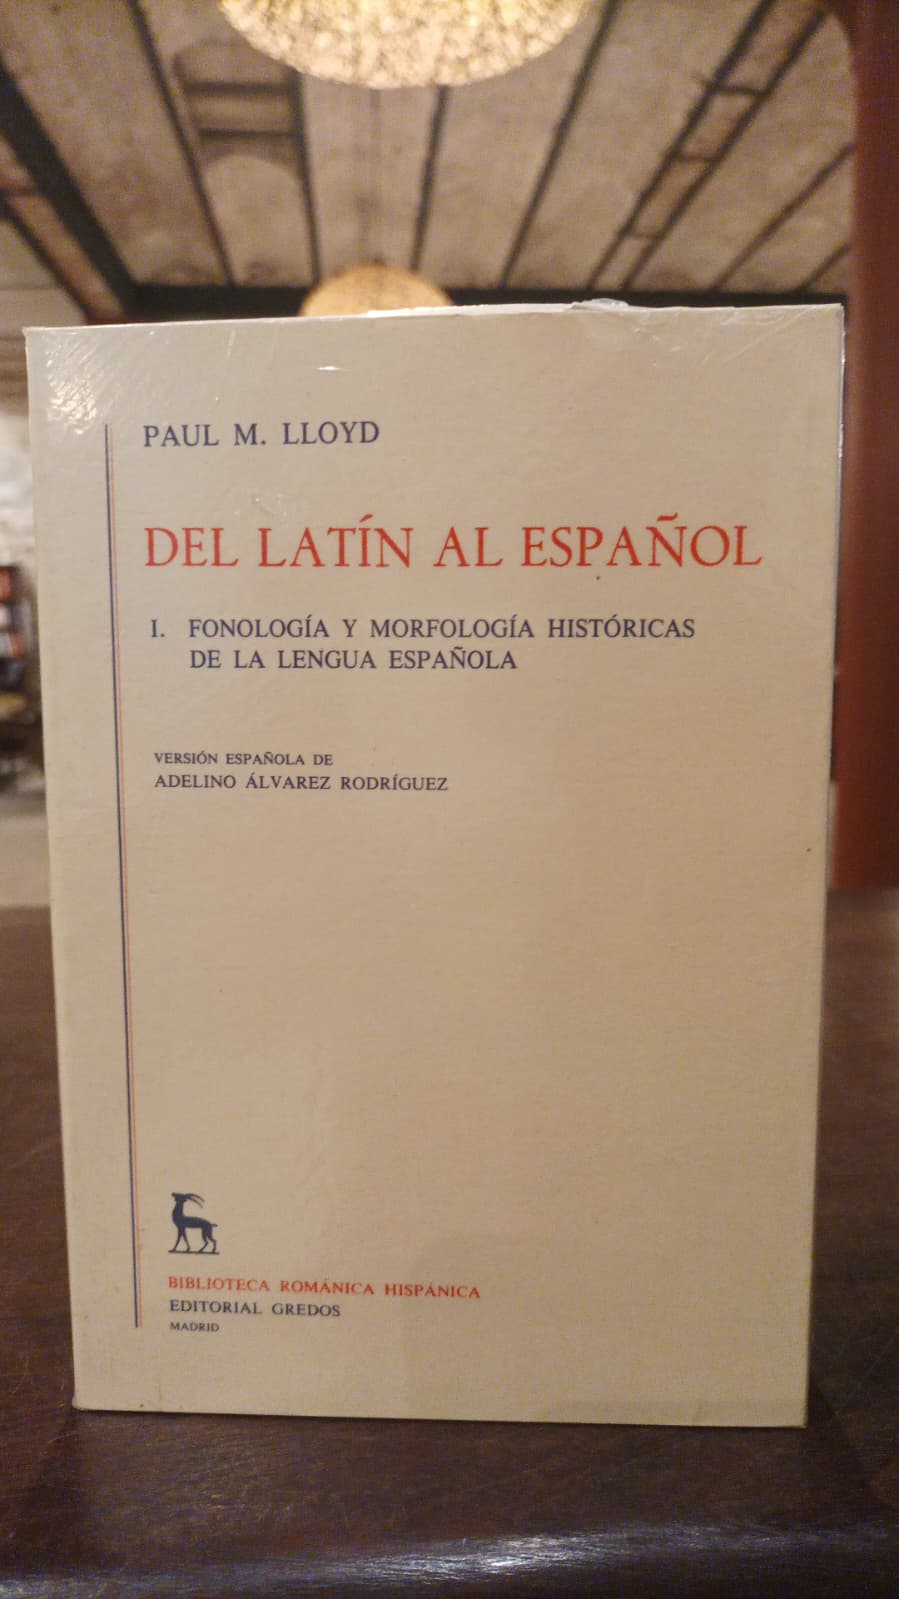 PAUL M. LLOYD
DEL LATÍN AL ESPAÑOL
I. FONOLOGÍA Y MORFOLOGÍA HISTÓRICAS
DE LA LENGUA ESPAÑOLA
VERSIÓN ESPAÑOLA DE
ADELINO ÁLVAREZ RODRÍGUEZ
BIBLIOTECA ROMÁNICA HISPÁNICA
EDITORIAL GREDOS
MADRID